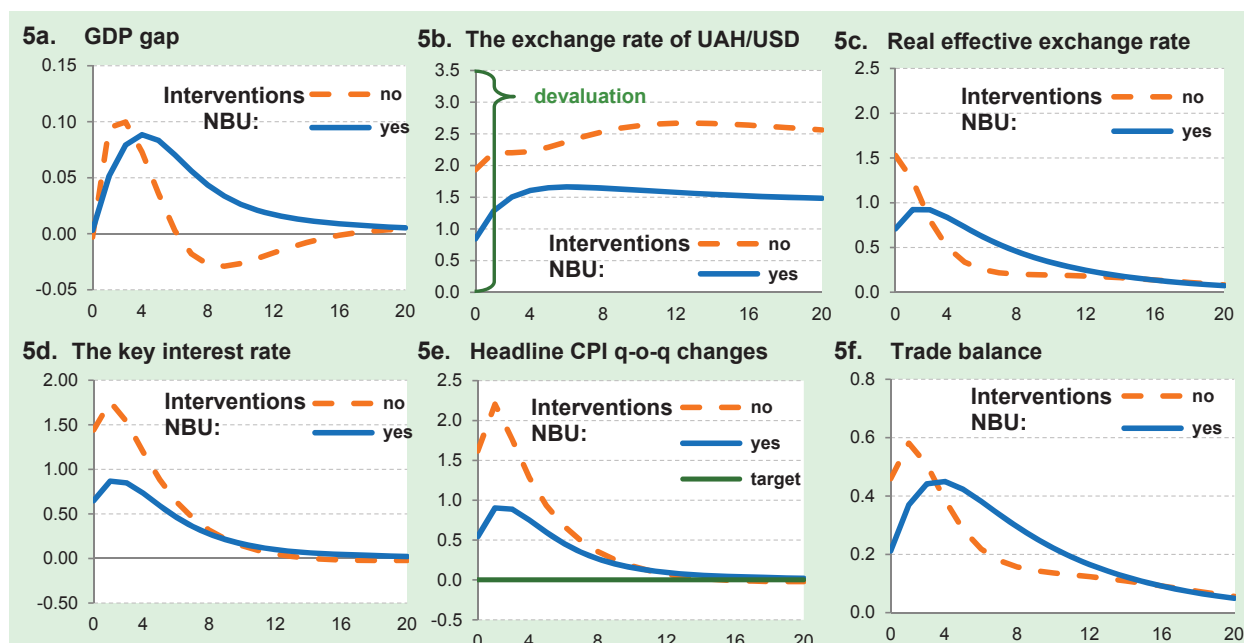 5a. GDP gap
0.15
0.10
0.05
0.00
-0.05
Interventions no
NBU: yes
0 4 8 12 16 20
5b. The exchange rate of UAH/USD
3.5
3.0
2.5
2.0
1.5
1.0
0.5
0.0
devaluation
Interventions no
NBU: yes
0 4 8 12 16 20
5c. Real effective exchange rate
2.5
2.0
1.5
1.0
0.5
0.0
Interventions no
NBU: yes
0 4 8 12 16 20
5d. The key interest rate
2.00
1.50
1.00
0.50
0.00
-0.50
Interventions no
NBU: yes
0 4 8 12 16 20
5e. Headline CPI q-o-q changes
2.5
2.0
1.5
1.0
0.5
0.0
-0.5
Interventions no
NBU: yes
target
0 4 8 12 16 20
5f. Trade balance
0.8
0.6
0.4
0.2
0.0
Interventions no
NBU: yes
0 4 8 12 16 20